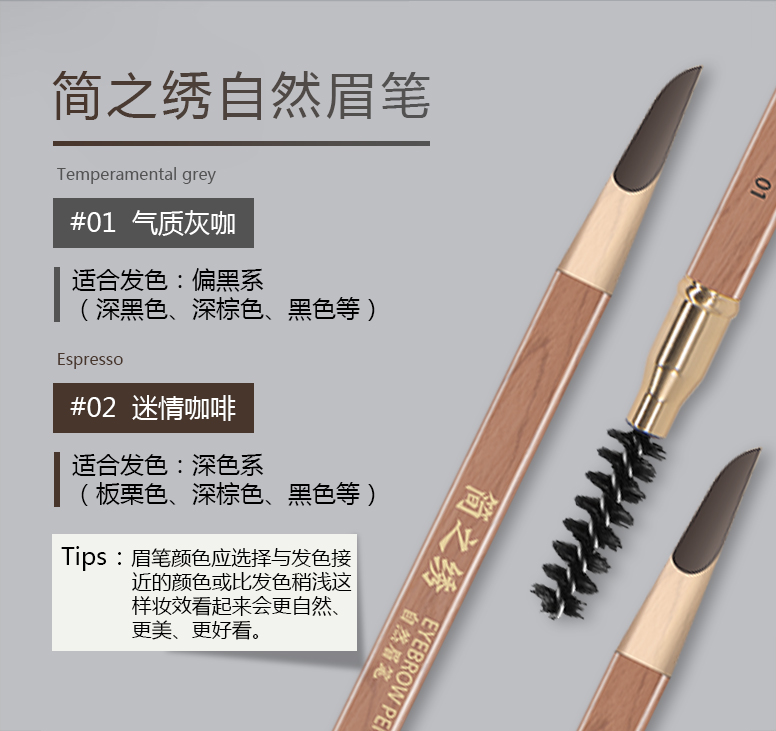 简之绣自然眉笔
Temperamental grey
#01 气质灰咖
适合发色：偏黑系
（深黑色、深棕色、黑色等）
Espresso
#02 迷情咖啡
适合发色：深色系
（板栗色、深棕色、黑色等）
Tips：眉笔颜色应选择与发色接
近的颜色或比发色稍浅这
样妆效看起来会更自然、
更美、更好看。
01
简之绣
EYEBROW PE
自然眉笔